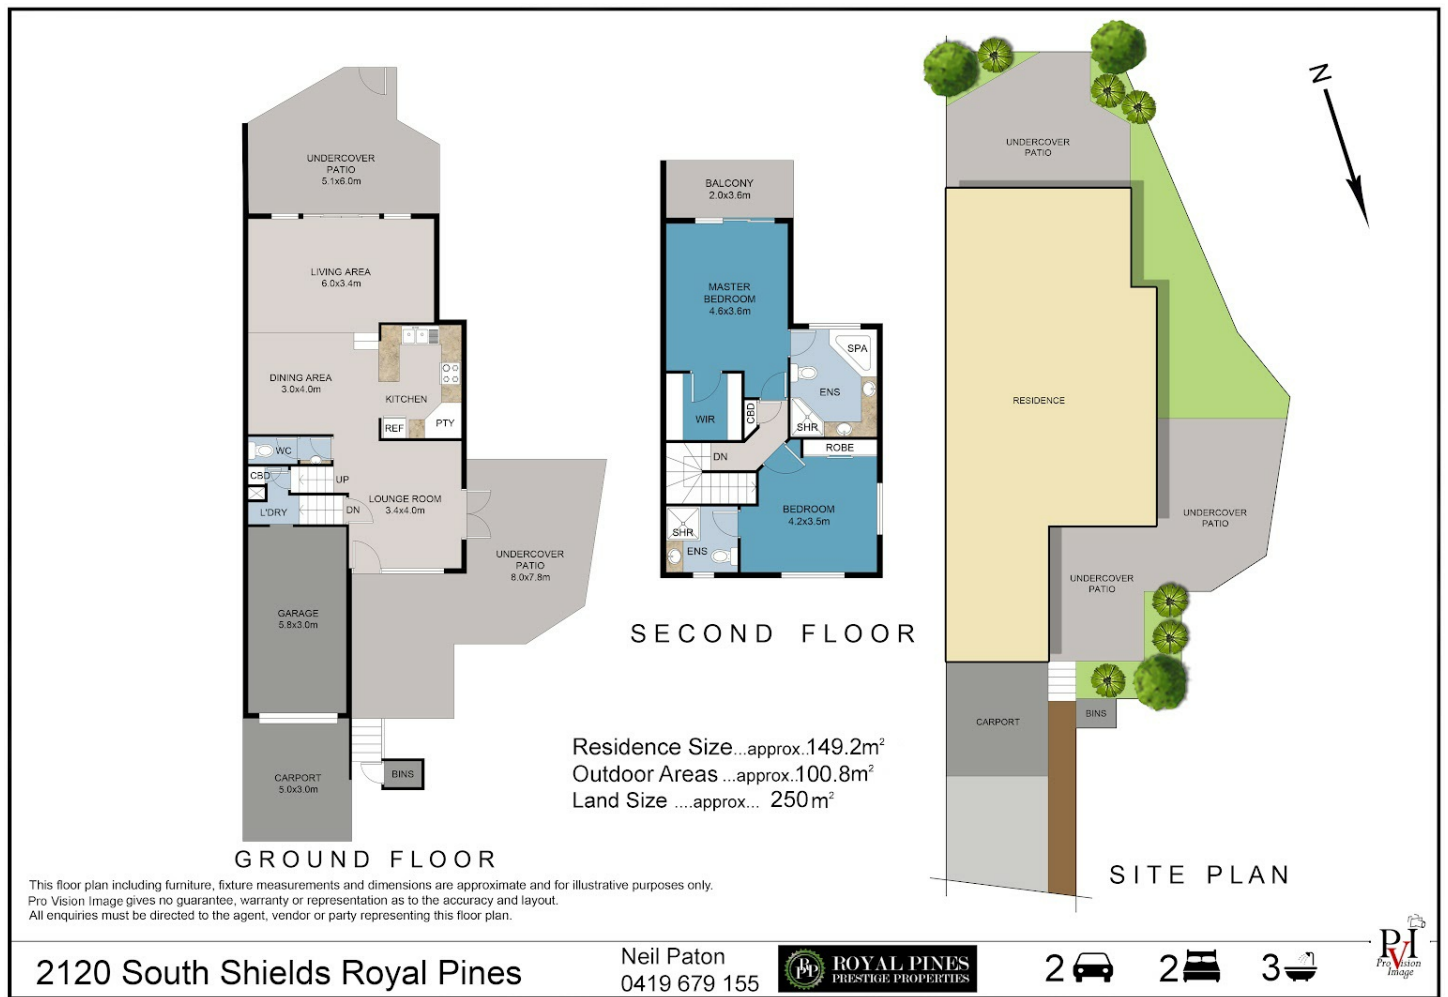 UNDERCOVER
PATIO
5.1x6.0m
LIVING AREA
6.0x3.4m
DINING AREA
3.0x4.0m
KITCHEN
REF
PTY
WC
CBD
UP
L'DRY
DN
LOUNGE ROOM
3.4x4.0m
UNDERCOVER
PATIO
8.0x7.8m
GARAGE
5.8x3.0m
CARPORT
5.0x3.0m
BINS
GROUND FLOOR
BALCONY
2.0x3.6m
MASTER
BEDROOM
4.6x3.6m
SPA
ENS
WIR
CBD
SHR
DN
ROBE
BEDROOM
4.2x3.5m
SHR
ENS
SECOND FLOOR
N
UNDERCOVER
PATIO
RESIDENCE
UNDERCOVER
PATIO
UNDERCOVER
PATIO
CARPORT
BINS
SITE PLAN
Residence Size...approx..149.2m²
Outdoor Areas ...approx.100.8m²
Land Size ....approx... 250m²
This floor plan including furniture, fixture measurements and dimensions are approximate and for illustrative purposes only.
Pro Vision Image gives no guarantee, warranty or representation as to the accuracy and layout.
All enquiries must be directed to the agent, vendor or party representing this floor plan.
2120 South Shields Royal Pines
Neil Paton
0419 679 155
RPP
ROYAL PINES
PRESTIGE PROPERTIES
2
2
3
PVI
Pro Vision
Image